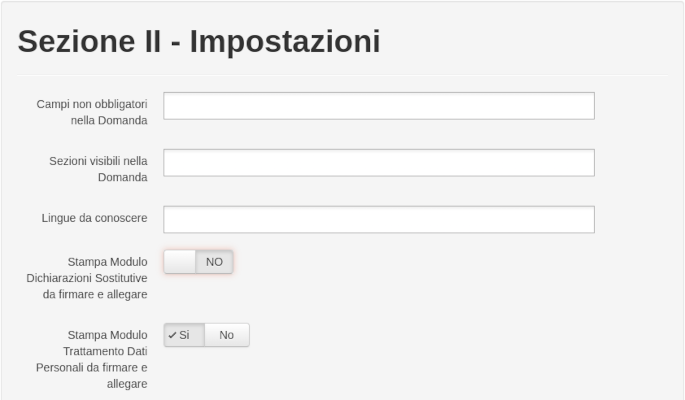 Sezione II - Impostazioni
Campi non obbligatori
nella Domanda
Sezioni visibili nella
Domanda
Lingue da conoscere
Stampa Modulo
Dichiarazioni Sostitutive
da firmare e allegare
NO
Stampa Modulo
Trattamento Dati
Personali da firmare e
allegare
Si No